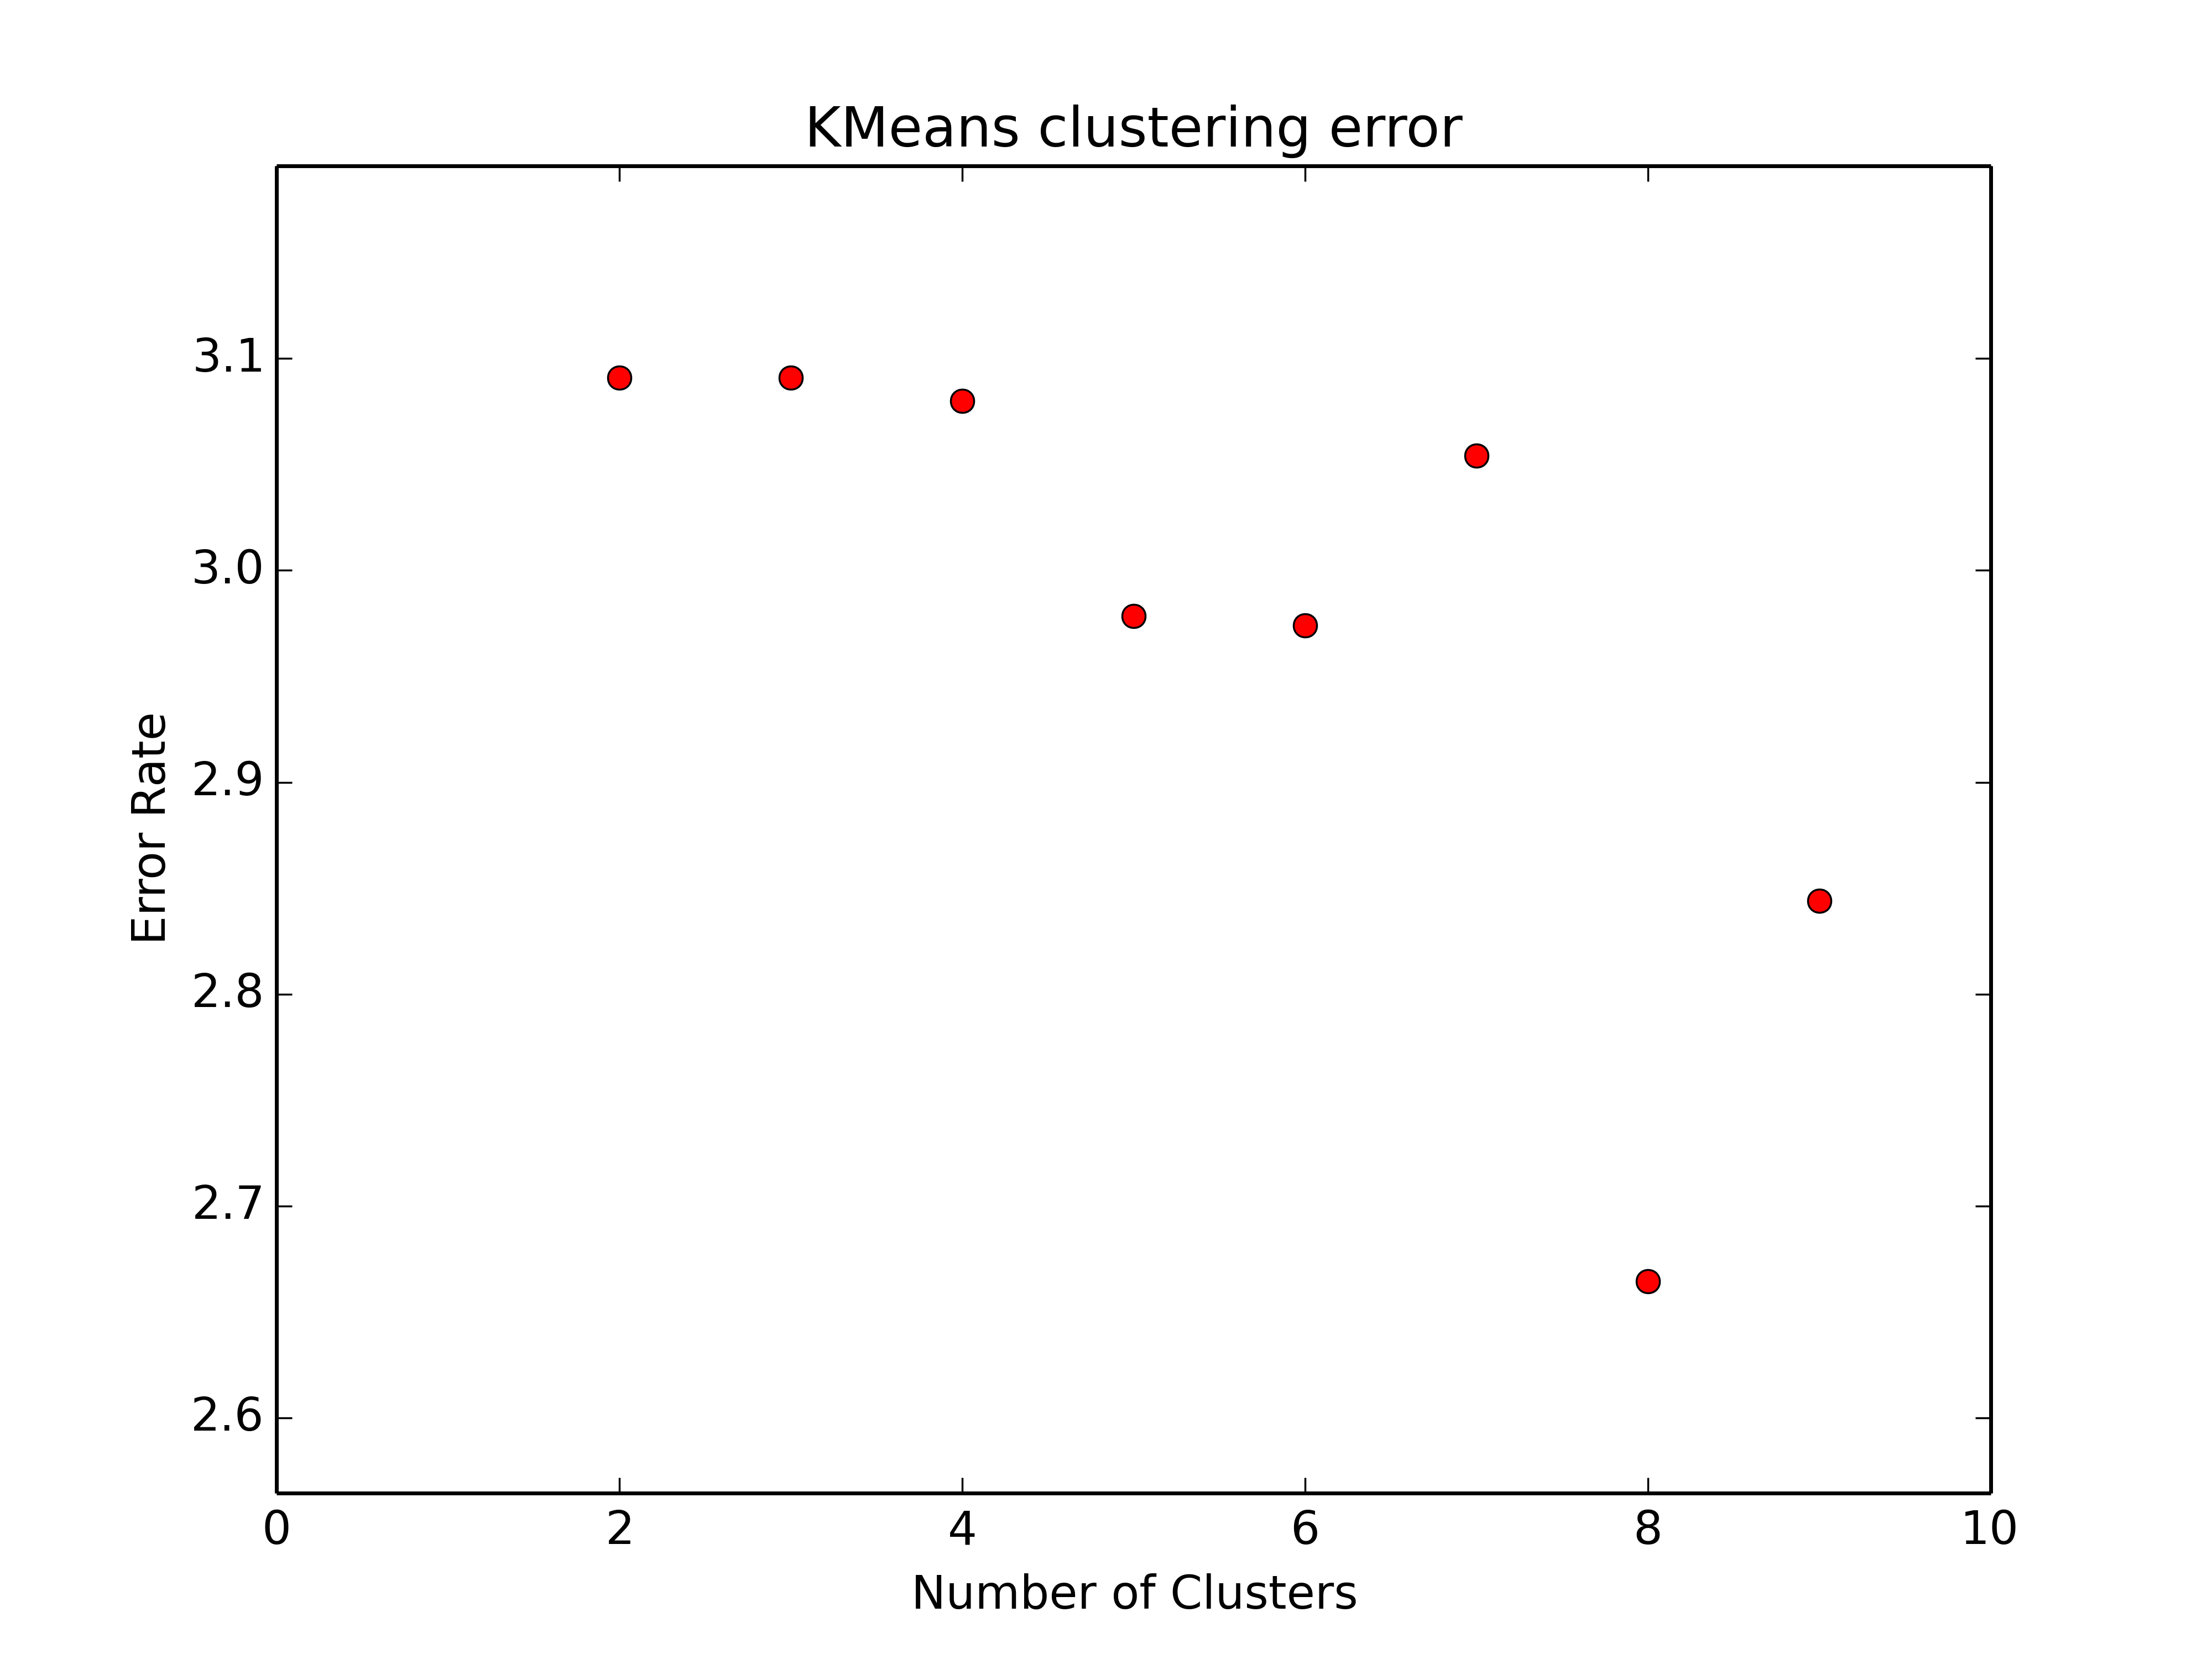 KMeans clustering error
3.1
3.0
2.9
2.8
2.7
2.6
Error Rate
0 2 4 6 8 10
Number of Clusters